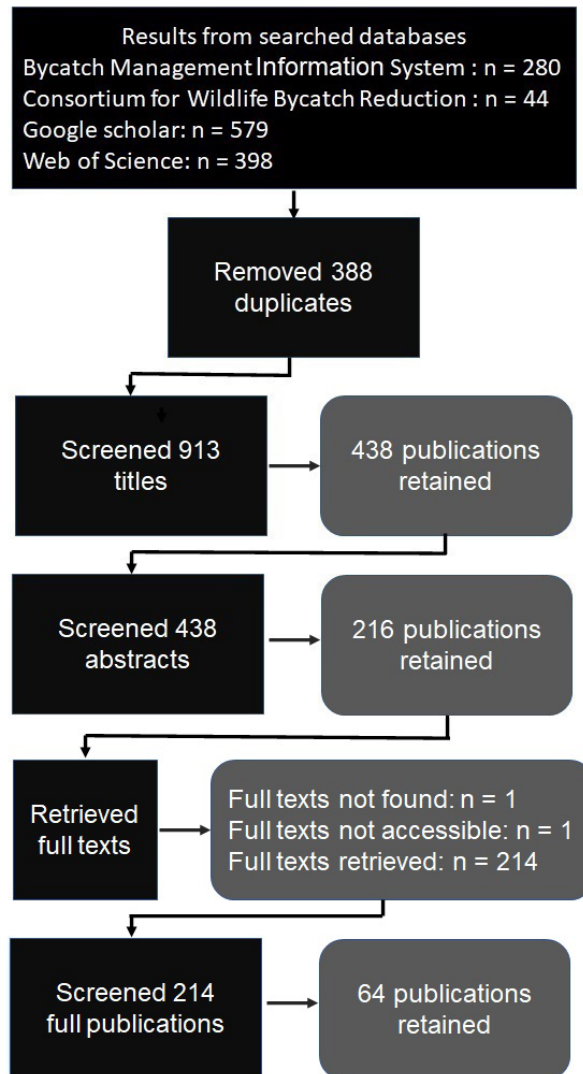 Results from searched databases
Bycatch Management Information System : n = 280
Consortium for Wildlife Bycatch Reduction : n = 44
Google scholar: n = 579
Web of Science: n = 398
Removed 388
duplicates
Screened 913
titles
438 publications
retained
Screened 438
abstracts
216 publications
retained
Retrieved
full texts
Full texts not found: n = 1
Full texts not accessible: n = 1
Full texts retrieved: n = 214
Screened 214
full publications
64 publications
retained